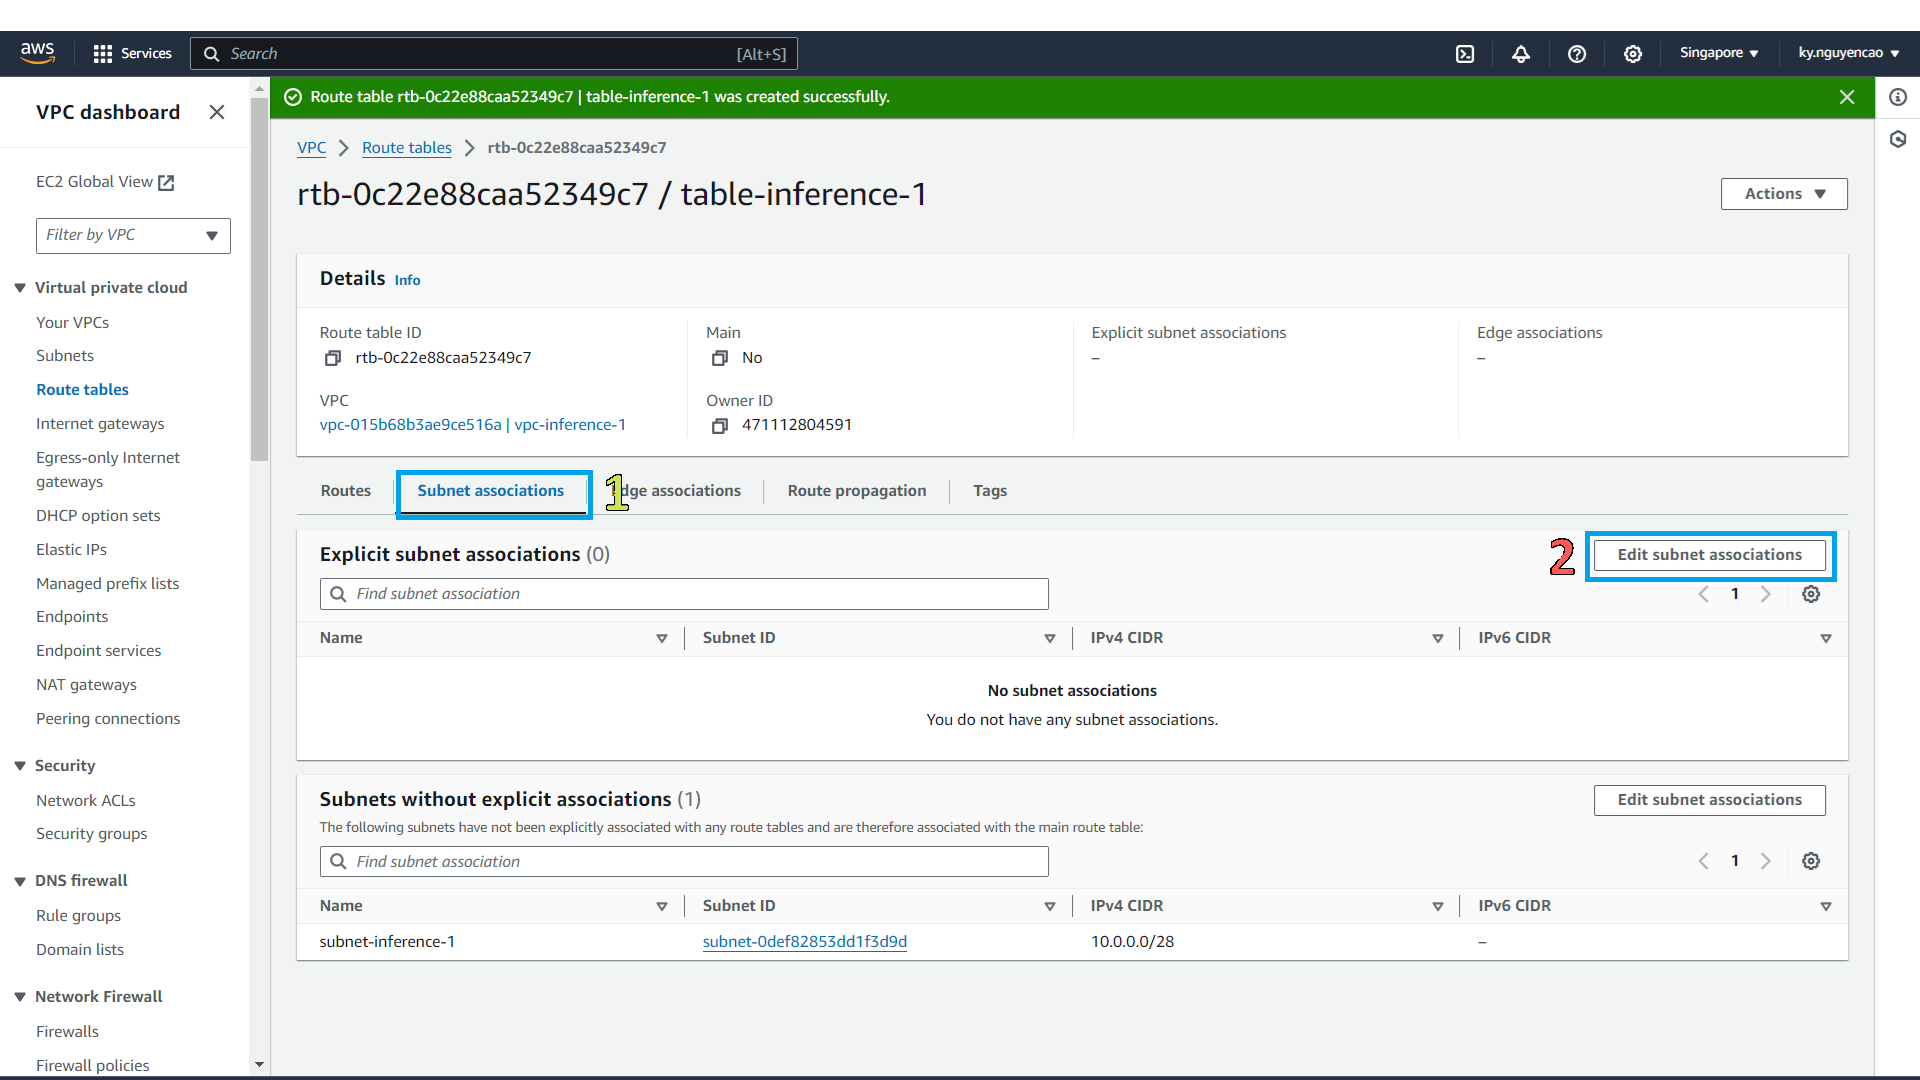 aws
Services
Search
[Alt+S]
Singapore
ky.nguyencao
VPC dashboard
EC2 Global View
Filter by VPC
Virtual private cloud
Your VPCs
Subnets
Route tables
Internet gateways
Egress-only Internet
gateways
DHCP option sets
Elastic IPs
Managed prefix lists
Endpoints
Endpoint services
NAT gateways
Peering connections
Security
Network ACLs
Security groups
DNS firewall
Rule groups
Domain lists
Network Firewall
Firewalls
Firewall policies
Route table rtb-0c22e88caa52349c7 | table-inference-1 was created successfully.
VPC > Route tables > rtb-0c22e88caa52349c7
rtb-0c22e88caa52349c7 / table-inference-1
Actions
Details Info
Route table ID
rtb-0c22e88caa52349c7
Main
No
Explicit subnet associations
–
Edge associations
–
VPC
vpc-015b68b3ae9ce516a | vpc-inference-1
Owner ID
471112804591
Routes
Subnet associations
1
Edge associations
Route propagation
Tags
Explicit subnet associations (0)
2
Edit subnet associations
Find subnet association
1
Name
Subnet ID
IPv4 CIDR
IPv6 CIDR
No subnet associations
You do not have any subnet associations.
Subnets without explicit associations (1)
Edit subnet associations
The following subnets have not been explicitly associated with any route tables and are therefore associated with the main route table:
Find subnet association
1
Name
Subnet ID
IPv4 CIDR
IPv6 CIDR
subnet-inference-1
subnet-0def82853dd1f3d9d
10.0.0.0/28
–